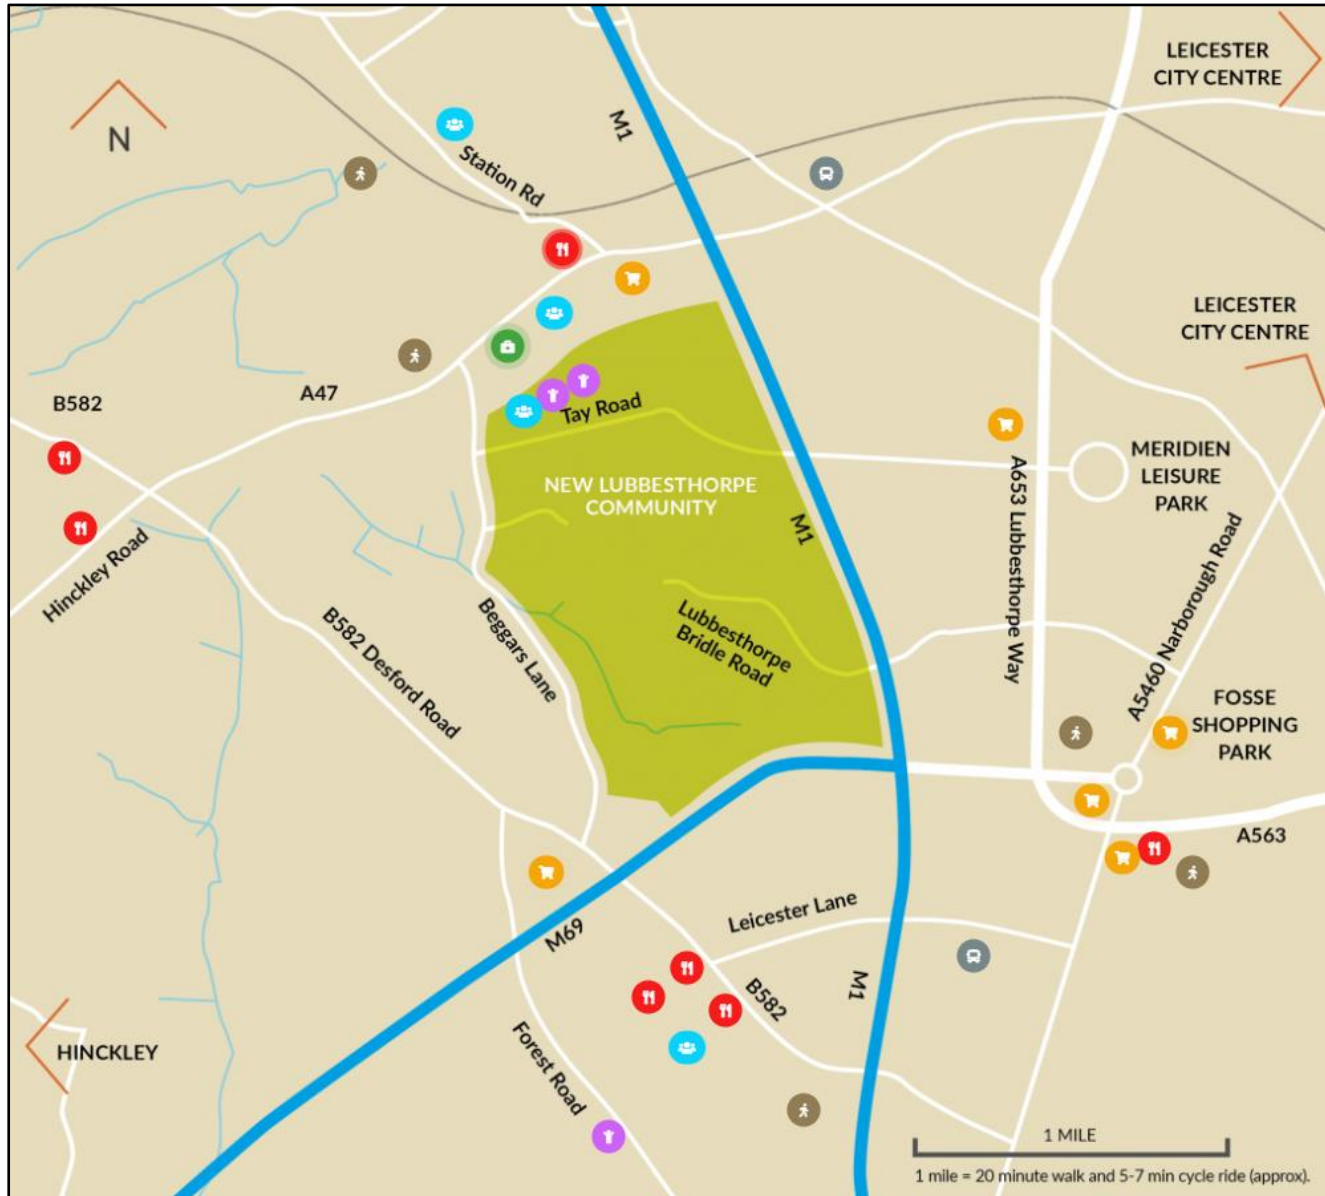 LEICESTER
CITY CENTRE
M1
N
Station Rd
LEICESTER
CITY CENTRE
B582
A47
Tay Road
NEW LUBBESTHORPE
COMMUNITY
MERIDIEN
LEISURE
PARK
A653 Lubbesthorpe Way
M1
Hinckley Road
B582 Desford Road
Beggars Lane
Lubbesthorpe
Bridle Road
A5460 Narborough Road
FOSSE
SHOPPING
PARK
A563
Leicester Lane
M69
M1
B582
HINCKLEY
Forest Road
1 MILE
1 mile = 20 minute walk and 5-7 min cycle ride (approx).